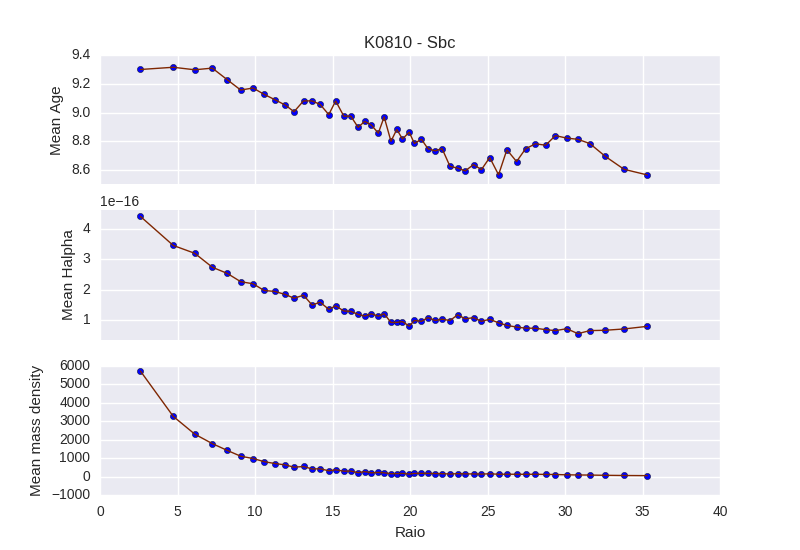 K0810 - Sbc
9.4
9.2
9.0
8.8
8.6
Mean Age
1e−16
4
3
2
1
Mean Halpha
6000
5000
4000
3000
2000
1000
0
−1000
Mean mass density
0 5 10 15 20 25 30 35 40
Raio